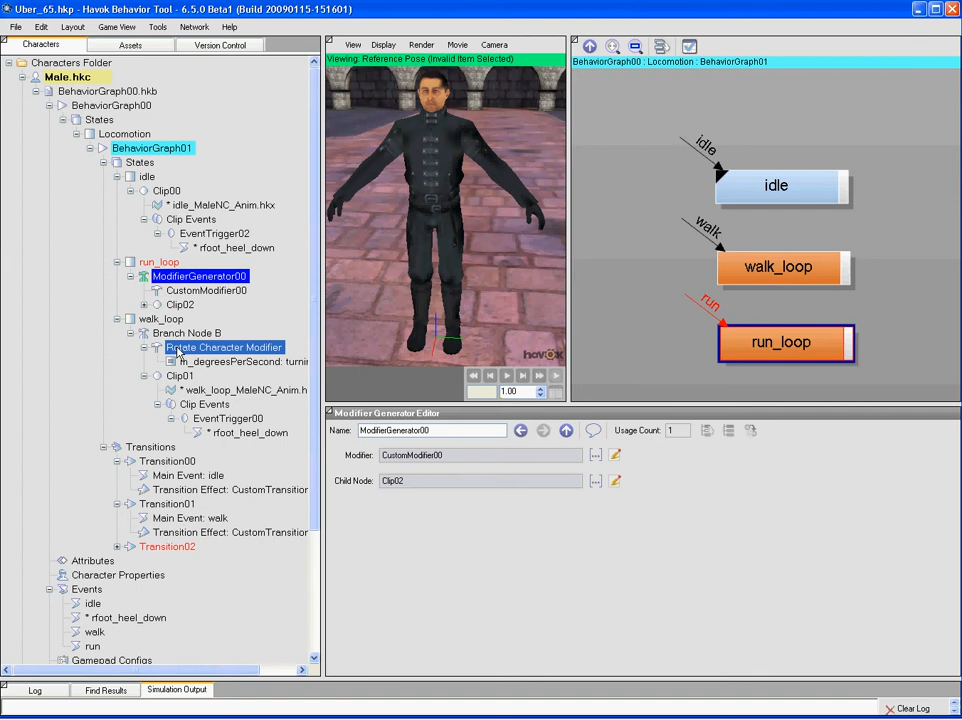 Uber_65.hkp - Havok Behavior Tool - 6.5.0 Beta1 (Build 20090115-151601)
File Edit Layout Game View Tools Network Help
Characters Assets Version Control
Characters Folder
Male.hkc
BehaviorGraph00.hkb
BehaviorGraph00
States
Locomotion
BehaviorGraph01
States
idle
Clip00
* idle_MaleNC_Anim.hkx
Clip Events
EventTrigger02
* rfoot_heel_down
run_loop
ModifierGenerator00
CustomModifier00
Clip02
walk_loop
Branch Node B
Rotate Character Modifier
m_degreesPerSecond: turnin
Clip01
* walk_loop_MaleNC_Anim.h
Clip Events
EventTrigger00
* rfoot_heel_down
Transitions
Transition00
Main Event: idle
Transition Effect: CustomTransition
Transition01
Main Event: walk
Transition Effect: CustomTransition
Transition02
Attributes
Character Properties
Events
idle
* rfoot_heel_down
walk
run
Gamepad Configs
View Display Render Movie Camera
Viewing: Reference Pose (Invalid Item Selected)
havok
1.00
BehaviorGraph00 : Locomotion : BehaviorGraph01
idle
idle
walk
walk_loop
run
run_loop
Modifier Generator Editor
Name: ModifierGenerator00 Usage Count: 1
Modifier: CustomModifier00
Child Node: Clip02
Log Find Results Simulation Output
Clear Log